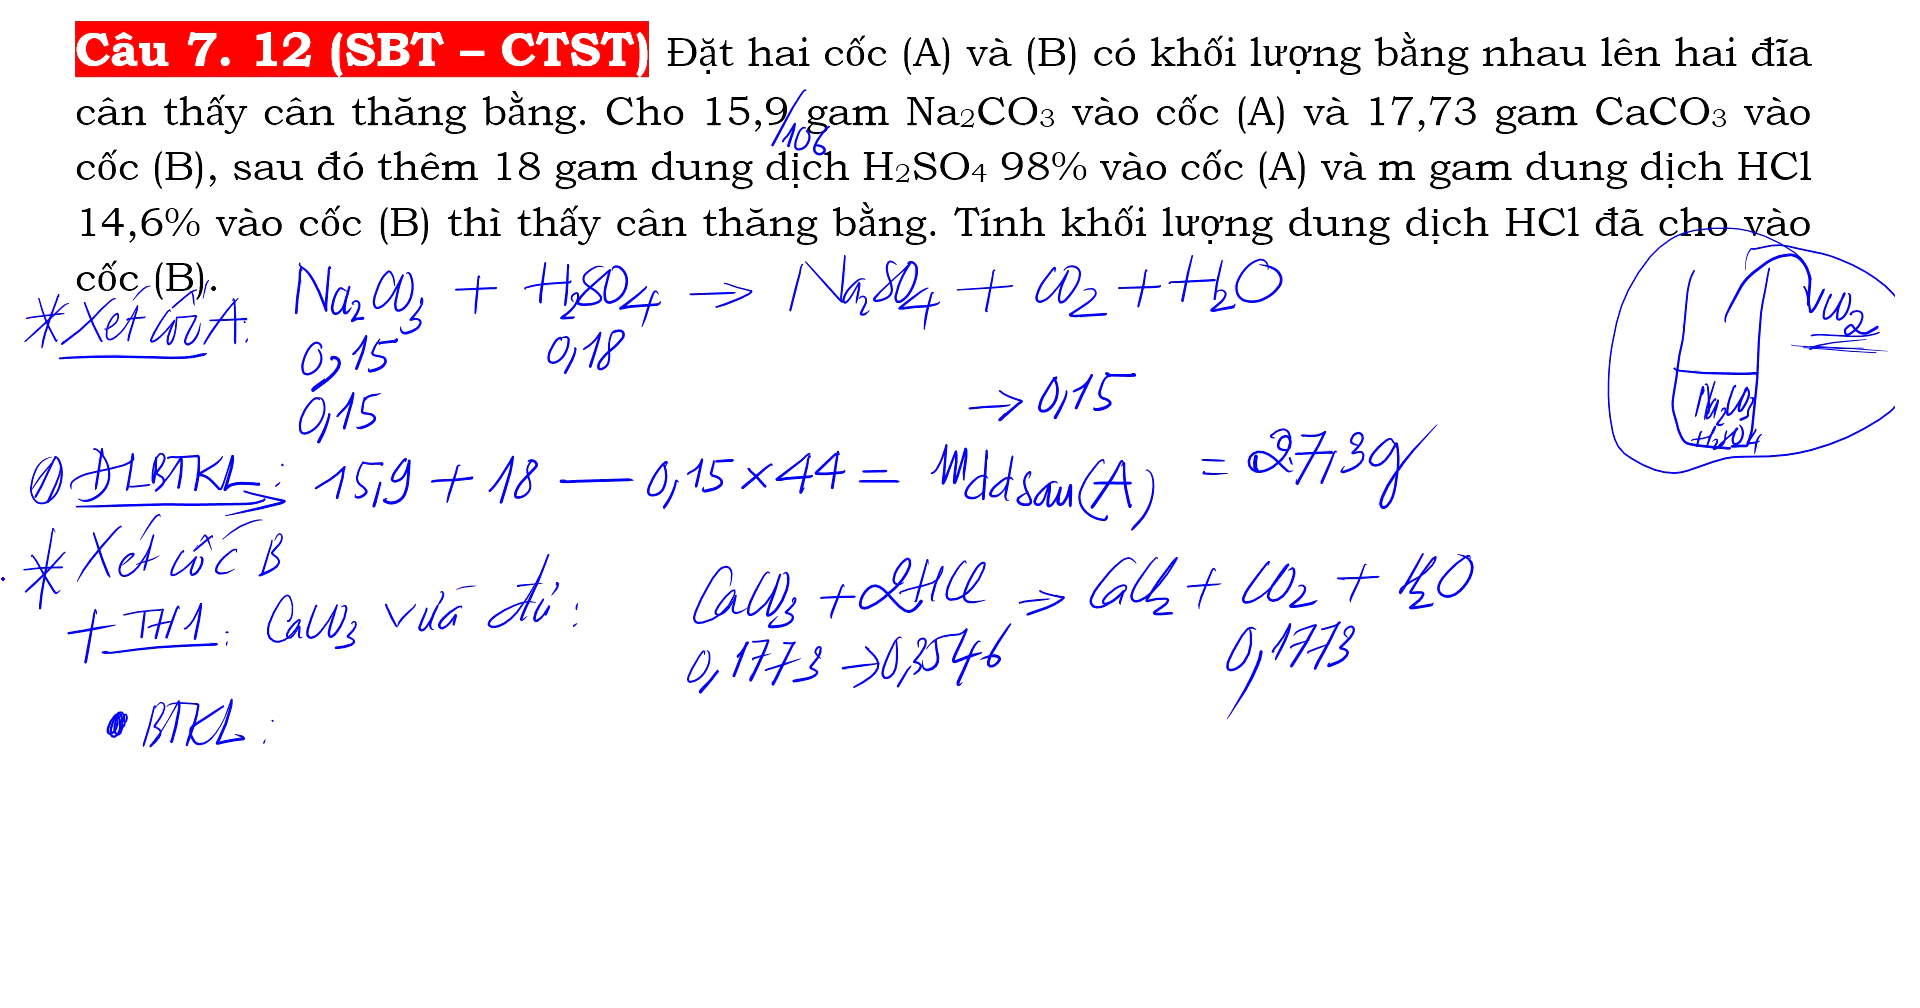 Câu 7. 12 (SBT – CTST) Đặt hai cốc (A) và (B) có khối lượng bằng nhau lên hai đĩa
cân thấy cân thăng bằng. Cho 15,9 gam Na₂CO₃ vào cốc (A) và 17,73 gam CaCO₃ vào
/106
cốc (B), sau đó thêm 18 gam dung dịch H₂SO₄ 98% vào cốc (A) và m gam dung dịch HCl
14,6% vào cốc (B) thì thấy cân thăng bằng. Tính khối lượng dung dịch HCl đã cho vào
cốc (B).
* Xét cốc A: Na₂CO₃ + H₂SO₄ → Na₂SO₄ + CO₂ + H₂O
0,15 0,18
0,15 → 0,15
CO₂
Na₂CO₃
+H₂SO₄
① ĐLBTKL: 15,9 + 18 — 0,15 × 44 = mddsau(A) = 27,3g
* Xét cốc B
+ TH1: CaCO₃ vừa đủ: CaCO₃ + 2HCl → CaCl₂ + CO₂ + H₂O
0,1773 → 0,3546 0,1773
• BTKL: